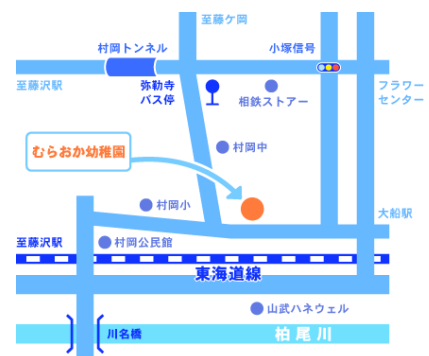 至藤ケ岡
村岡トンネル
小塚信号
至藤沢駅
弥勒寺
バス停
相鉄ストアー
フラワー
センター
むらおか幼稚園
村岡中
村岡小
大船駅
至藤沢駅
村岡公民館
東海道線
山武ハネウェル
川名橋
柏尾川